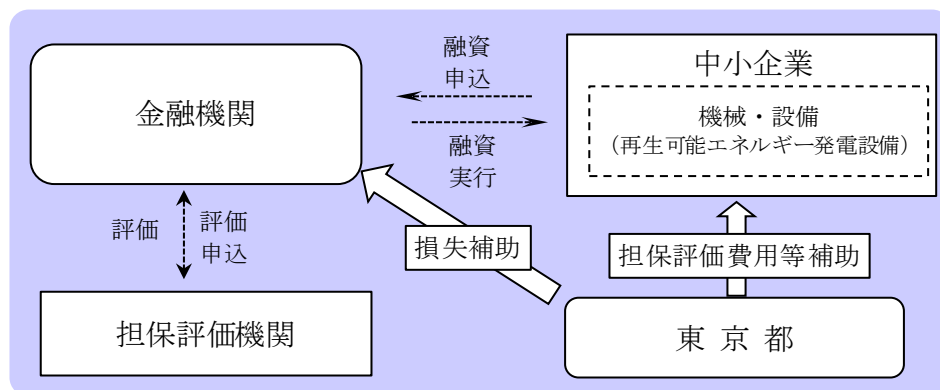 金融機関
融資
申込
融資
実行
中小企業
機械・設備
（再生可能エネルギー発電設備）
評価
評価
申込
損失補助
担保評価費用等補助
担保評価機関
東京都